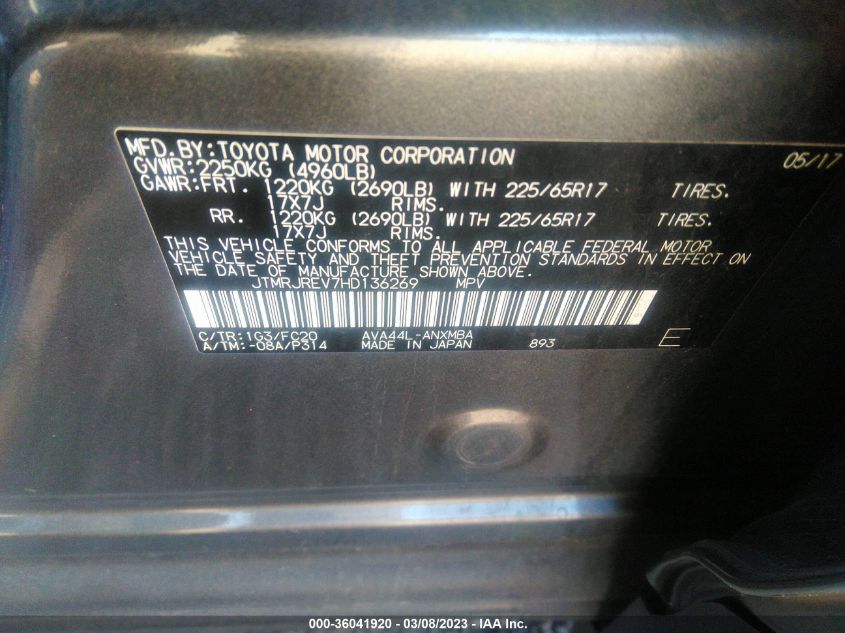 MFD.BY:TOYOTA MOTOR CORPORATION 05/17
GVWR:2250KG (4960LB)
GAWR:FRT. 1220KG (2690LB) WITH 225/65R17 TIRES.
17X7J RIMS.
RR. 1220KG (2690LB) WITH 225/65R17 TIRES.
17X7J RIMS.
THIS VEHICLE CONFORMS TO ALL APPLICABLE FEDERAL MOTOR
VEHICLE SAFETY AND THEFT PREVENTION STANDARDS IN EFFECT ON
THE DATE OF MANUFACTURE SHOWN ABOVE.
JTMRJREV7HD136269 MPV
C/TR:1G3/FC20 AVA44L-ANXMBA
A/TM:-08A/P314 MADE IN JAPAN 893 E
000-36041920 - 03/08/2023 - IAA Inc.